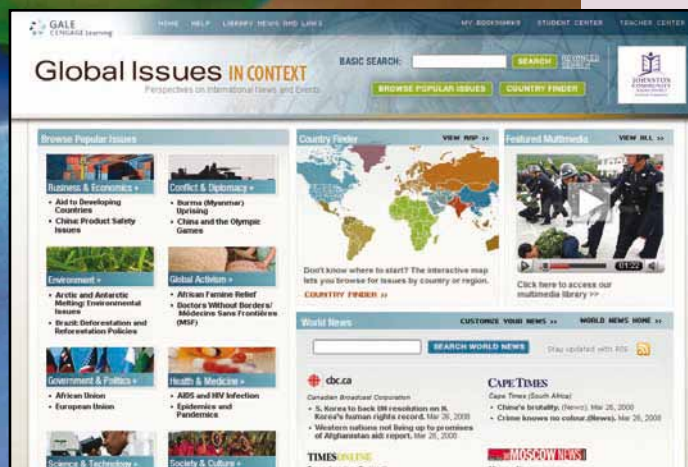 GALE
CENGAGE Learning
HOME HELP LIBRARY NEWS AND LINKS
MY BOOKMARKS STUDENT CENTER TEACHER CENTER
Global Issues IN CONTEXT
Perspectives on International News and Events
BASIC SEARCH:
SEARCH
ADVANCED SEARCH
BROWSE POPULAR ISSUES
COUNTRY FINDER
JOHNSTON
COMMUNITY
Browse Popular Issues
Business & Economics »
• Aid to Developing
Countries
• China: Product Safety
Issues
Conflict & Diplomacy »
• Burma (Myanmar)
Uprising
• China and the Olympic
Games
Environment »
• Arctic and Antarctic
Melting: Environmental
Issues
• Brazil: Deforestation and
Reforestation Policies
Global Activism »
• African Famine Relief
• Doctors Without Borders/
Médecins Sans Frontières
(MSF)
Government & Politics »
• African Union
• European Union
Health & Medicine »
• AIDS and HIV Infection
• Epidemics and
Pandemics
Science & Technology »
Society & Culture »
Country Finder
VIEW MAP »
Don't know where to start? The interactive map
lets you browse for issues by country or region.
COUNTRY FINDER »
Featured Multimedia
VIEW ALL »
01:22
Click here to access our
multimedia library >>
World News
CUSTOMIZE YOUR NEWS »
WORLD NEWS HOME »
SEARCH WORLD NEWS
Stay updated with RSS
cbc.ca
Canadian Broadcast Corporation
• S. Korea to back UN resolution on N.
Korea's human rights record. Mar 26, 2008
• Western nations not living up to promises
of Afghanistan aid: report. Mar 26, 2008
CAPE TIMES
Cape Times (South Africa)
• China's brutality. (News). Mar 26, 2008
• Crime knows no colour.(News). Mar 26, 2008
TIMES ONLINE
MOSCOW NEWS